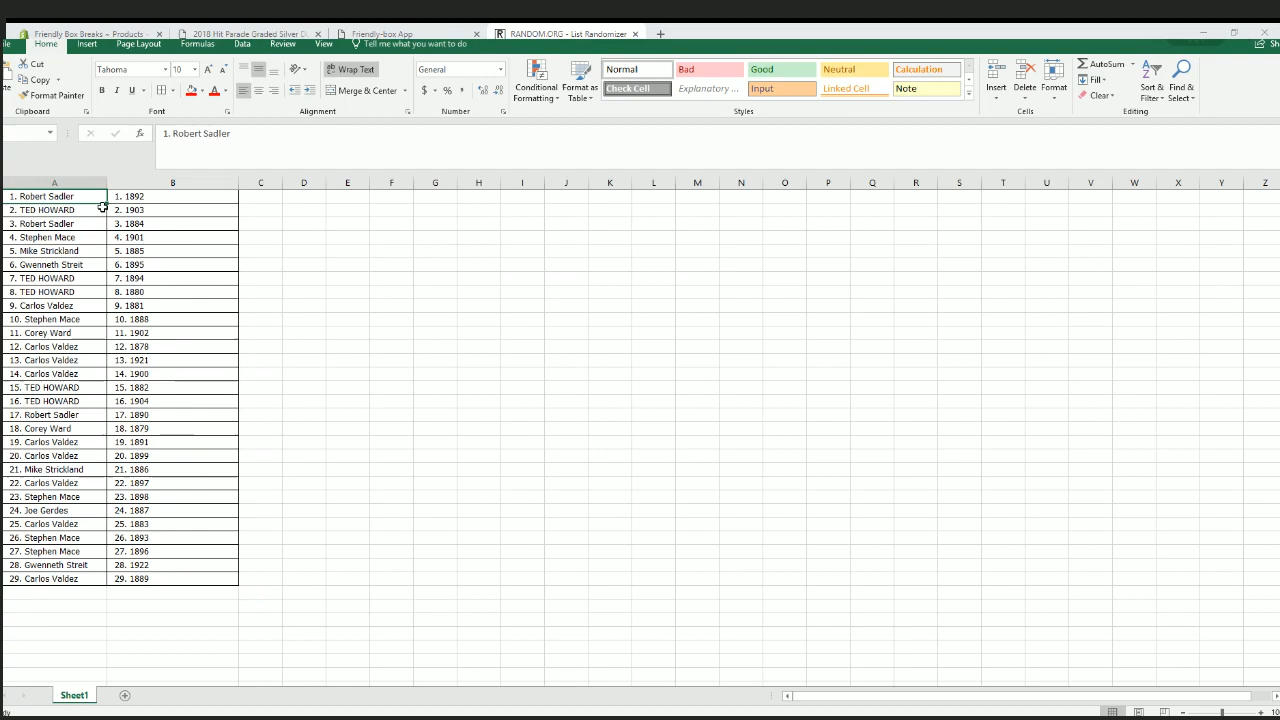 Friendly Box Breaks – Products - × 2018 Hit Parade Graded Silver D × Friendly-box App × RANDOM.ORG - List Randomizer ×
Home Insert Page Layout Formulas Data Review View Tell me what you want to do
Cut
Copy
Format Painter
Clipboard
Tahoma 10
B I U
Font
Wrap Text
Merge & Center
Alignment
General
$ % ,
Number
Conditional Formatting
Format as Table
Normal Bad Good Neutral Calculation
Check Cell Explanatory ... Input Linked Cell Note
Styles
Insert Delete Format
Cells
AutoSum
Fill
Clear
Sort & Filter
Find & Select
Editing
fx 1. Robert Sadler
A B C D E F G H I J K L M N O P Q R S T U V W X Y Z
1. Robert Sadler 1. 1892
2. TED HOWARD 2. 1903
3. Robert Sadler 3. 1884
4. Stephen Mace 4. 1901
5. Mike Strickland 5. 1885
6. Gwenneth Streit 6. 1895
7. TED HOWARD 7. 1894
8. TED HOWARD 8. 1880
9. Carlos Valdez 9. 1881
10. Stephen Mace 10. 1888
11. Corey Ward 11. 1902
12. Carlos Valdez 12. 1878
13. Carlos Valdez 13. 1921
14. Carlos Valdez 14. 1900
15. TED HOWARD 15. 1882
16. TED HOWARD 16. 1904
17. Robert Sadler 17. 1890
18. Corey Ward 18. 1879
19. Carlos Valdez 19. 1891
20. Carlos Valdez 20. 1899
21. Mike Strickland 21. 1886
22. Carlos Valdez 22. 1897
23. Stephen Mace 23. 1898
24. Joe Gerdes 24. 1887
25. Carlos Valdez 25. 1883
26. Stephen Mace 26. 1893
27. Stephen Mace 27. 1896
28. Gwenneth Streit 28. 1922
29. Carlos Valdez 29. 1889
Sheet1